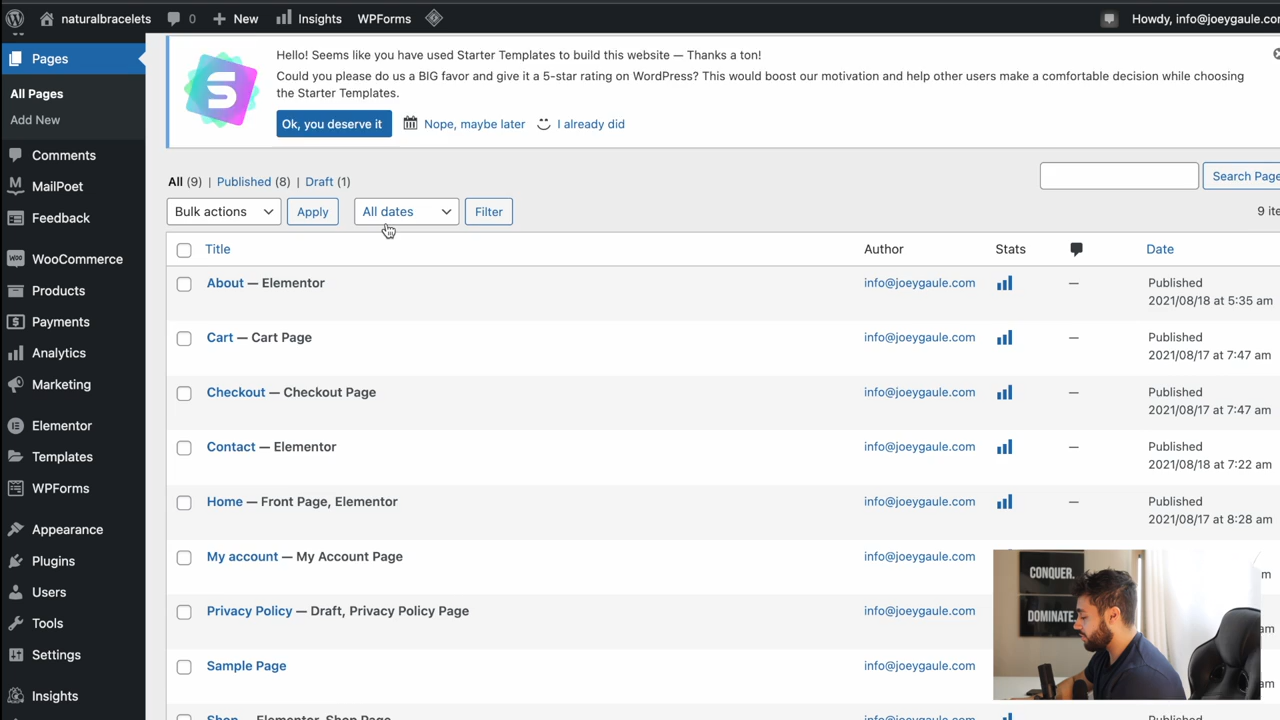 naturalbracelets
0
New
Insights
WPForms
Howdy, info@joeygaule.co
Pages
All Pages
Add New
Comments
MailPoet
Feedback
WooCommerce
Products
Payments
Analytics
Marketing
Elementor
Templates
WPForms
Appearance
Plugins
Users
Tools
Settings
Insights
Hello! Seems like you have used Starter Templates to build this website — Thanks a ton!
Could you please do us a BIG favor and give it a 5-star rating on WordPress? This would boost our motivation and help other users make a comfortable decision while choosing
the Starter Templates.
Ok, you deserve it
Nope, maybe later
I already did
All (9) | Published (8) | Draft (1)
Search Page
Bulk actions
Apply
All dates
Filter
9 ite
Title
Author
Stats
Date
About — Elementor
info@joeygaule.com
—
Published
2021/08/18 at 5:35 am
Cart — Cart Page
info@joeygaule.com
—
Published
2021/08/17 at 7:47 am
Checkout — Checkout Page
info@joeygaule.com
—
Published
2021/08/17 at 7:47 am
Contact — Elementor
info@joeygaule.com
—
Published
2021/08/18 at 7:22 am
Home — Front Page, Elementor
info@joeygaule.com
—
Published
2021/08/17 at 8:28 am
My account — My Account Page
info@joeygaule.com
m
Privacy Policy — Draft, Privacy Policy Page
info@joeygaule.com
am
Sample Page
info@joeygaule.com
am
Shop — Elementor, Shop Page
CONQUER.
DOMINATE.